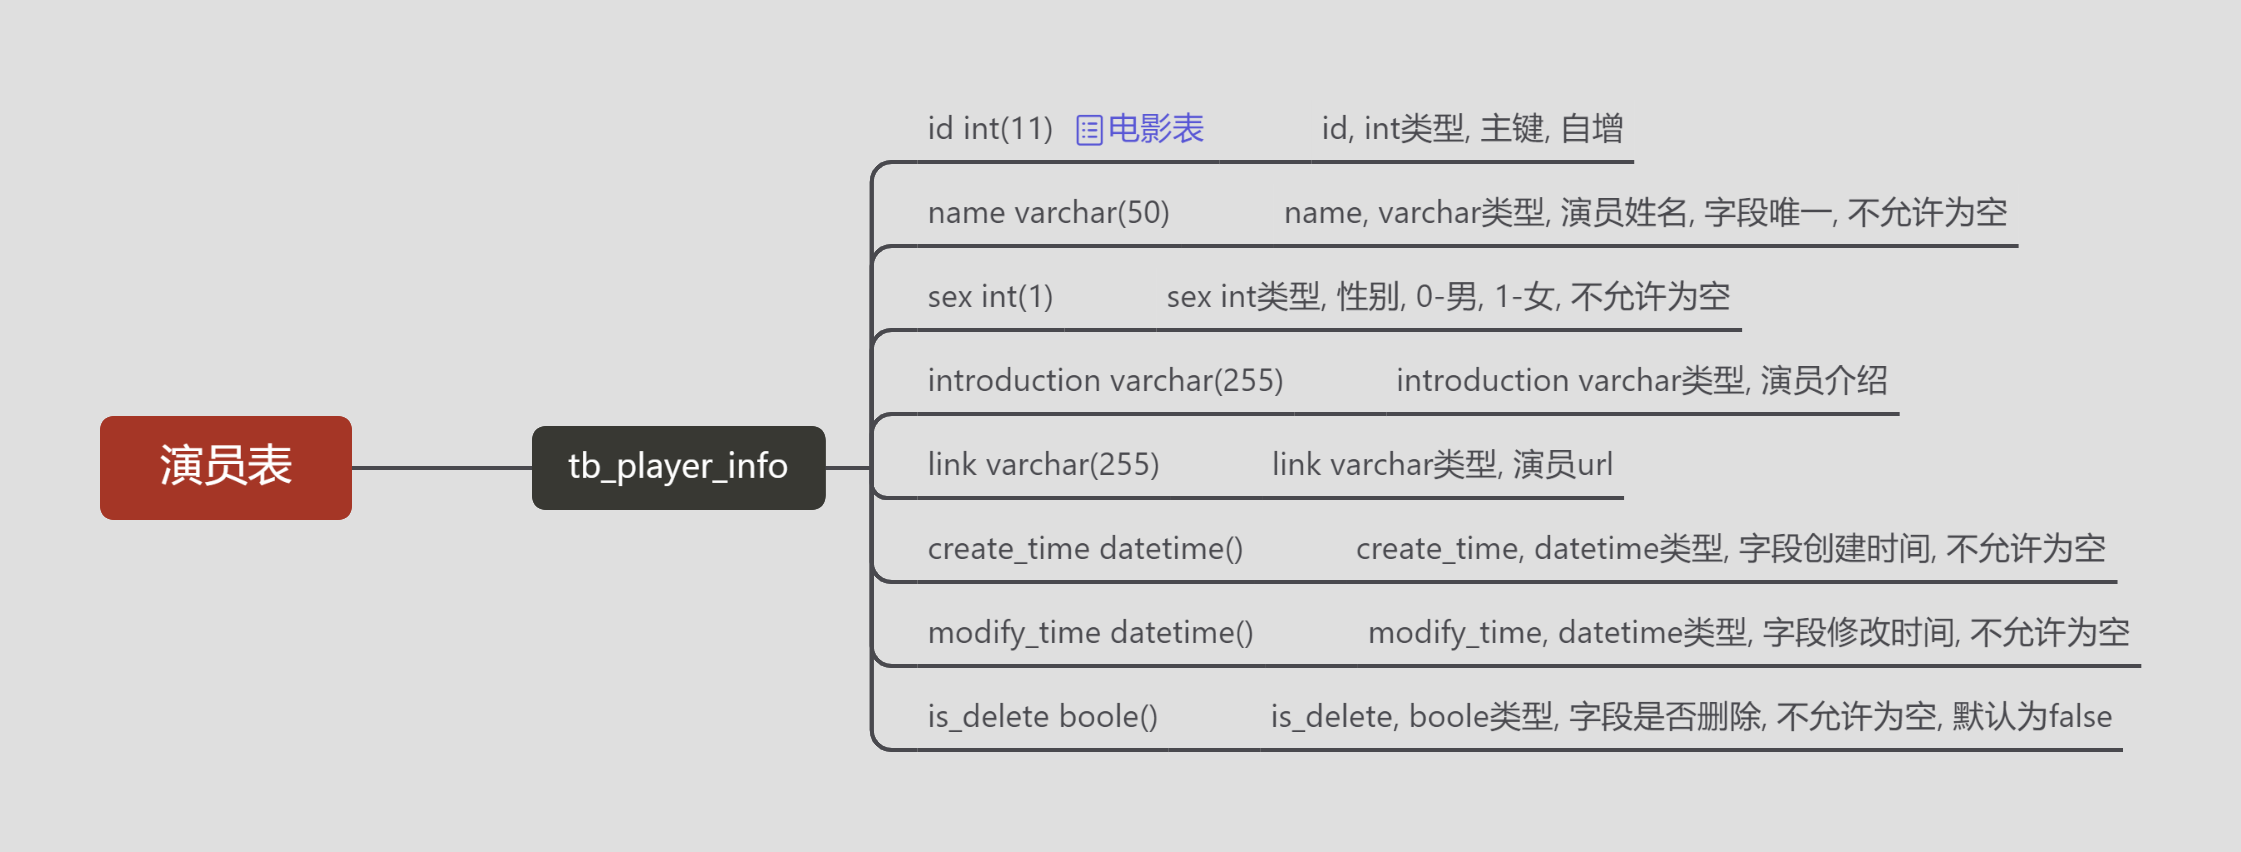 演员表
tb_player_info
id int(11) 电影表 id, int类型, 主键, 自增
name varchar(50) name, varchar类型, 演员姓名, 字段唯一, 不允许为空
sex int(1) sex int类型, 性别, 0-男, 1-女, 不允许为空
introduction varchar(255) introduction varchar类型, 演员介绍
link varchar(255) link varchar类型, 演员url
create_time datetime() create_time, datetime类型, 字段创建时间, 不允许为空
modify_time datetime() modify_time, datetime类型, 字段修改时间, 不允许为空
is_delete boole() is_delete, boole类型, 字段是否删除, 不允许为空, 默认为false